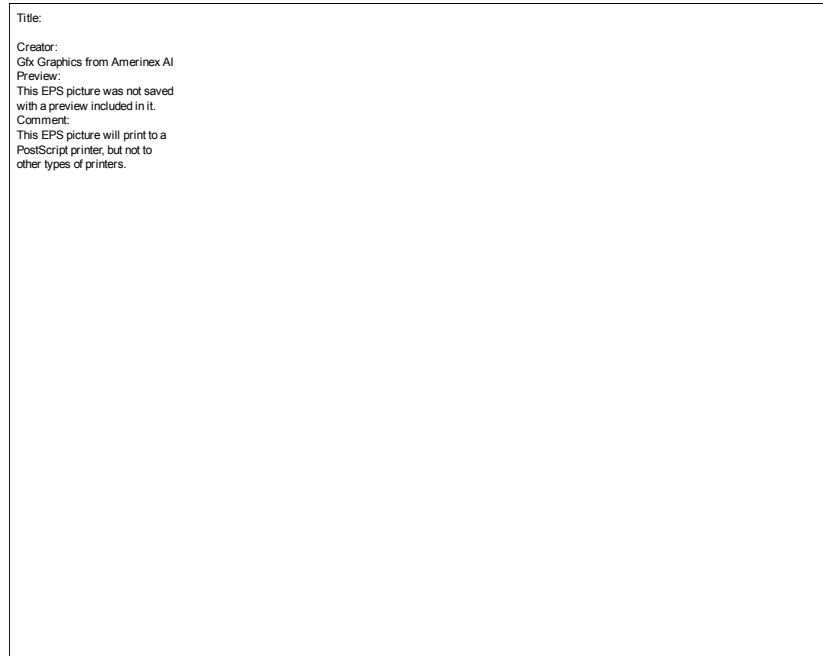 Title:
Creator:
Gfx Graphics from Amerinex AI
Preview:
This EPS picture was not saved
with a preview included in it.
Comment:
This EPS picture will print to a
PostScript printer, but not to
other types of printers.